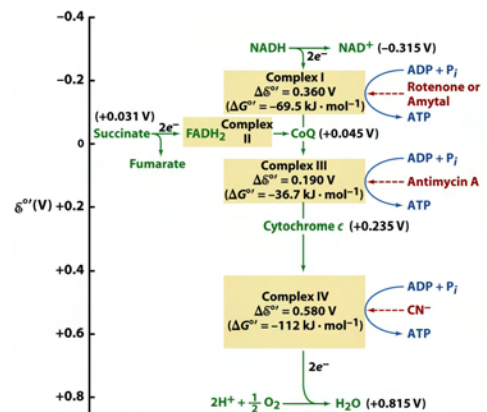 −0.4
NADH NAD⁺ (−0.315 V)
2e⁻
−0.2
Complex I
Δℰ°′ = 0.360 V
(ΔG°′ = −69.5 kJ · mol⁻¹)
ADP + Pᵢ
Rotenone or
Amytal
ATP
(+0.031 V)
Succinate 2e⁻ FADH₂ Complex
II
CoQ (+0.045 V)
0
Fumarate
Complex III
Δℰ°′ = 0.190 V
(ΔG°′ = −36.7 kJ · mol⁻¹)
ADP + Pᵢ
Antimycin A
ATP
ℰ°′(V)
+0.2
Cytochrome c (+0.235 V)
+0.4
Complex IV
Δℰ°′ = 0.580 V
(ΔG°′ = −112 kJ · mol⁻¹)
ADP + Pᵢ
CN⁻
ATP
+0.6
2e⁻
+0.8
2H⁺ + ½ O₂ H₂O (+0.815 V)